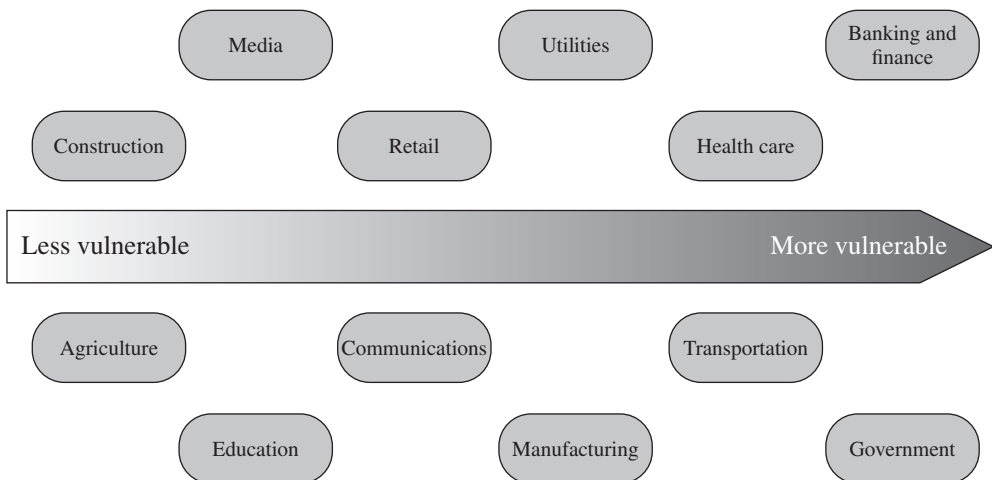 Media
Utilities
Banking and
finance
Construction
Retail
Health care
Less vulnerable
More vulnerable
Agriculture
Communications
Transportation
Education
Manufacturing
Government